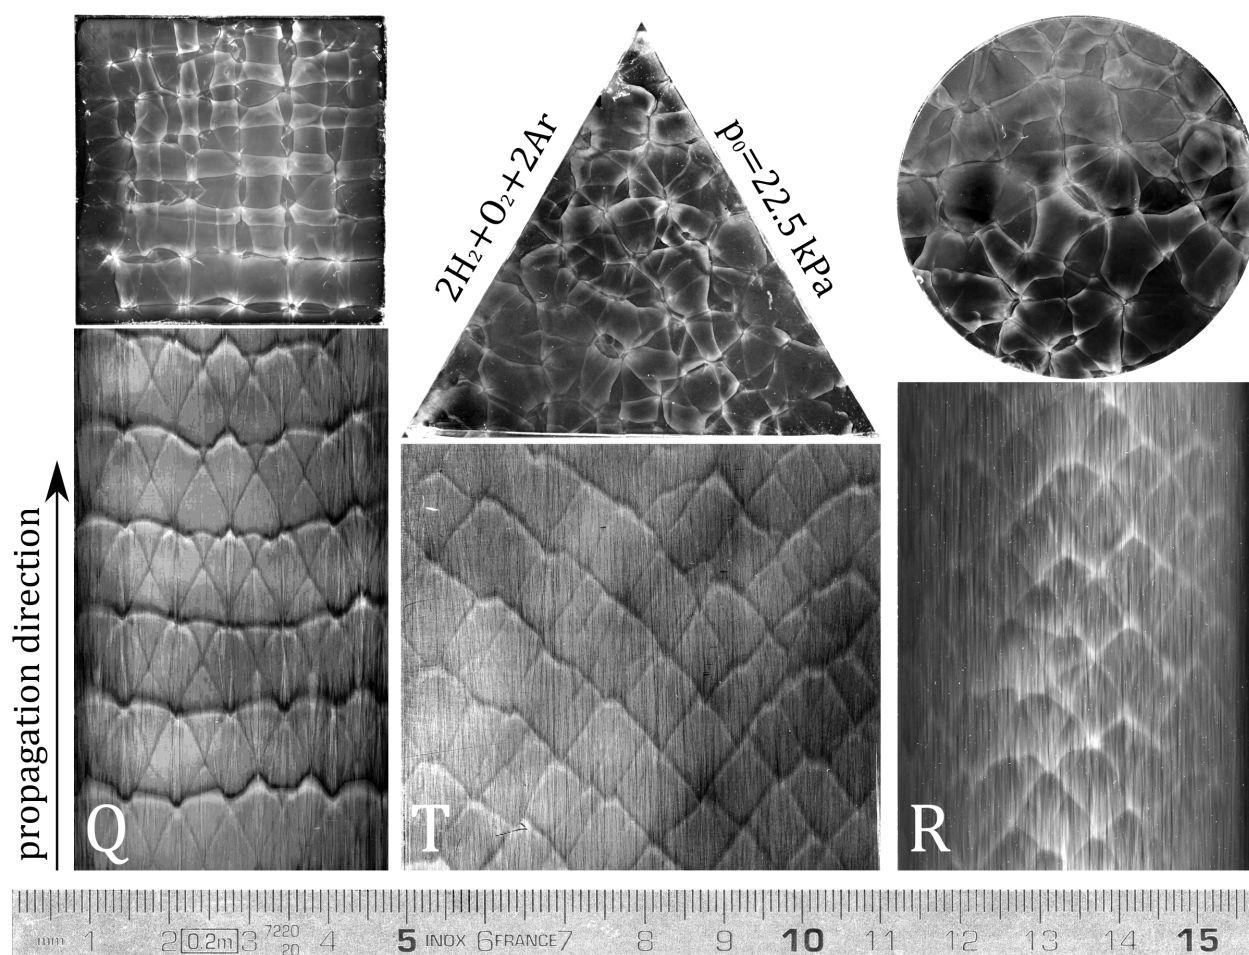 2H₂+O₂+2Ar
p₀=22.5 kPa
propagation direction
Q
T
R
mm 1 2 0.2m 3 7220 4 5 INOX 6 FRANCE 7 8 9 10 11 12 13 14 15
20